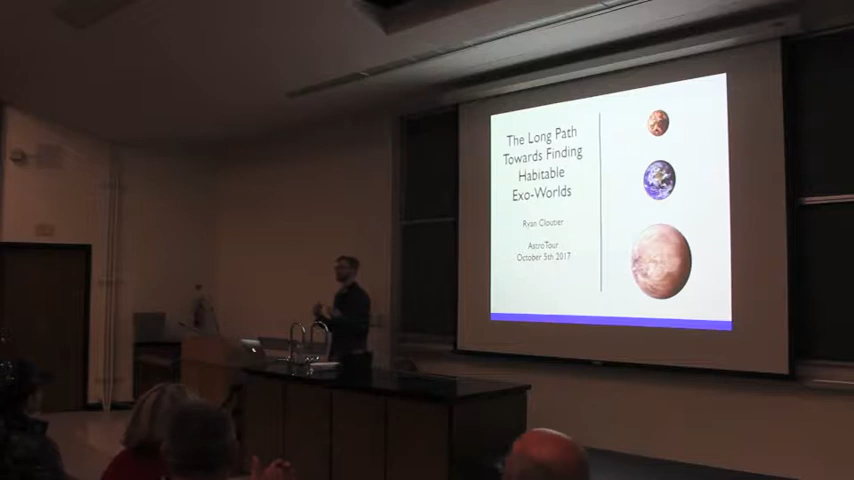 The Long Path
Towards Finding
Habitable
Exo-Worlds
Ryan Cloutier
AstroTour
October 5th 2017